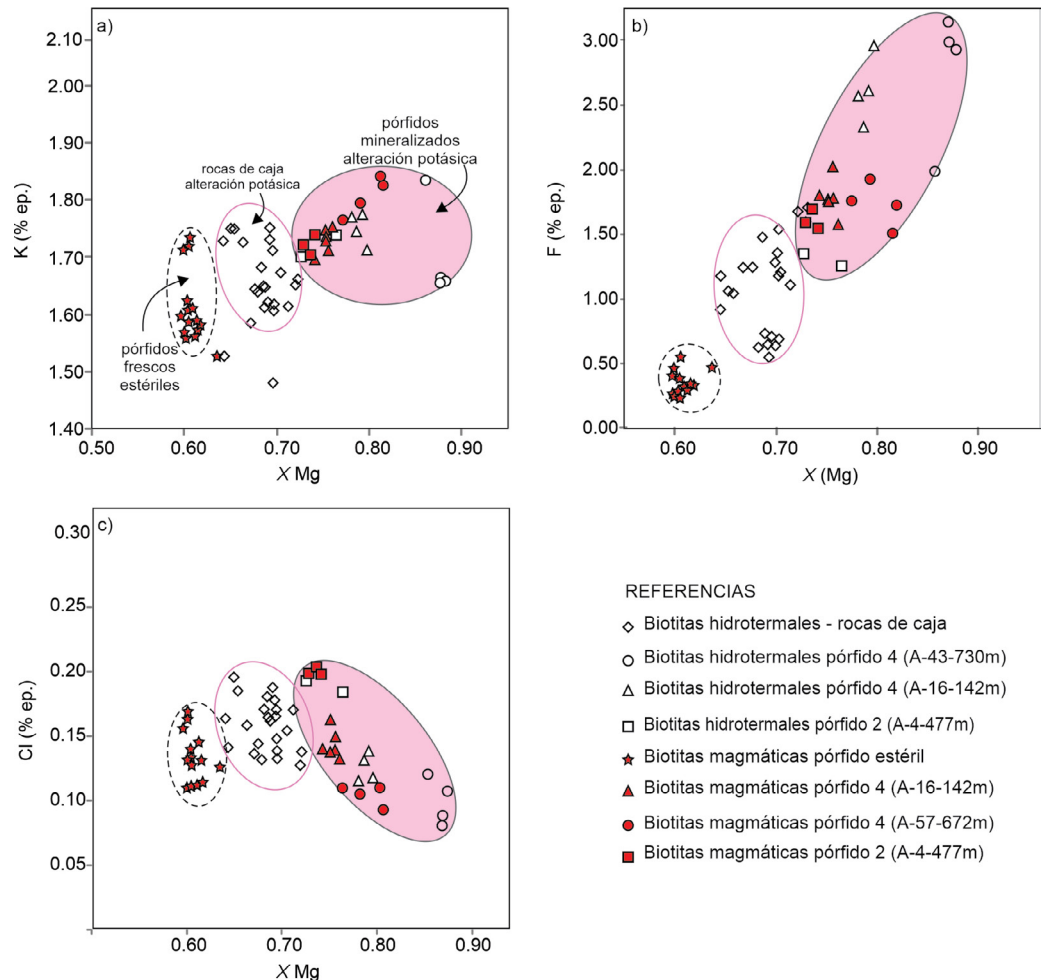 a)
2.10
2.00
1.90
1.80
1.70
1.60
1.50
1.40
K (% ep.)
0.50
0.60
0.70
0.80
0.90
X Mg
rocas de caja
alteración potásica
pórfidos
mineralizados
alteración potásica
pórfidos
frescos
estériles
b)
3.00
2.50
2.00
1.50
1.00
0.50
0.00
F (% ep.)
0.60
0.70
0.80
0.90
X (Mg)
c)
0.30
0.25
0.20
0.15
0.10
0.05
Cl (% ep.)
0.60
0.70
0.80
0.90
X Mg
REFERENCIAS
Biotitas hidrotermales - rocas de caja
Biotitas hidrotermales pórfido 4 (A-43-730m)
Biotitas hidrotermales pórfido 4 (A-16-142m)
Biotitas hidrotermales pórfido 2 (A-4-477m)
Biotitas magmáticas pórfido estéril
Biotitas magmáticas pórfido 4 (A-16-142m)
Biotitas magmáticas pórfido 4 (A-57-672m)
Biotitas magmáticas pórfido 2 (A-4-477m)